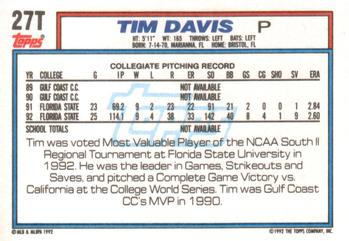 27T
TIM DAVIS P
Topps
HT: 5'11" WT: 165 THROWS: LEFT BATS: LEFT
BORN: 7-14-70, MARIANNA, FL HOME: BRISTOL, FL
COLLEGIATE PITCHING RECORD
YR COLLEGE G IP W L R ER SO BB GS CG SHO SV ERA
89 GULF COAST C.C. NOT AVAILABLE
90 GULF COAST C.C. NOT AVAILABLE
91 FLORIDA STATE 23 69.2 9 2 33 22 91 21 2 0 0 1 2.84
92 FLORIDA STATE 25 114.1 9 4 38 33 142 48 9 4 1 9 2.60
SCHOOL TOTALS NOT AVAILABLE
Tim was voted Most Valuable Player of the NCAA South II
Regional Tournament at Florida State University in
1992. He was the leader in Games, Strikeouts
and Saves, and pitched a Complete Game Victory vs.
California at the College World Series. Tim was Gulf Coast
CC's MVP in 1990.
© MLB & MLBPA 1992
© 1992 THE TOPPS COMPANY, INC.